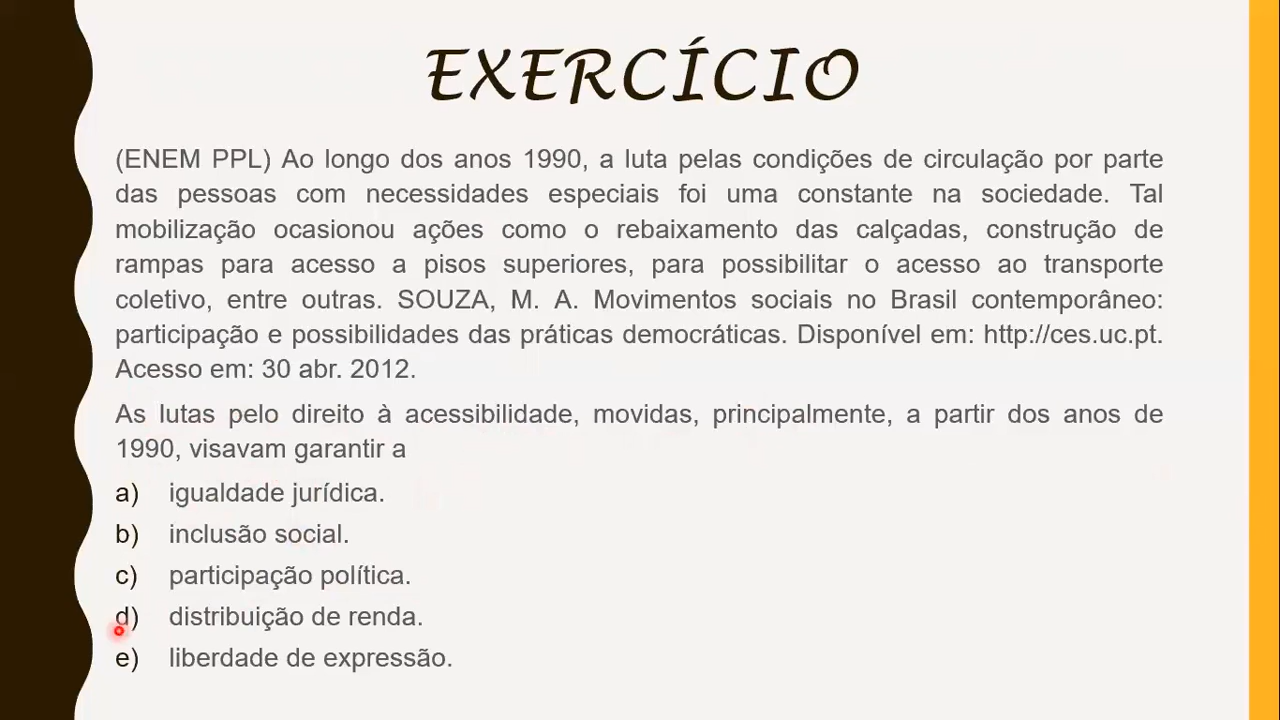 EXERCÍCIO
(ENEM PPL) Ao longo dos anos 1990, a luta pelas condições de circulação por parte
das pessoas com necessidades especiais foi uma constante na sociedade. Tal
mobilização ocasionou ações como o rebaixamento das calçadas, construção de
rampas para acesso a pisos superiores, para possibilitar o acesso ao transporte
coletivo, entre outras. SOUZA, M. A. Movimentos sociais no Brasil contemporâneo:
participação e possibilidades das práticas democráticas. Disponível em: http://ces.uc.pt.
Acesso em: 30 abr. 2012.
As lutas pelo direito à acessibilidade, movidas, principalmente, a partir dos anos de
1990, visavam garantir a
a) igualdade jurídica.
b) inclusão social.
c) participação política.
d) distribuição de renda.
e) liberdade de expressão.